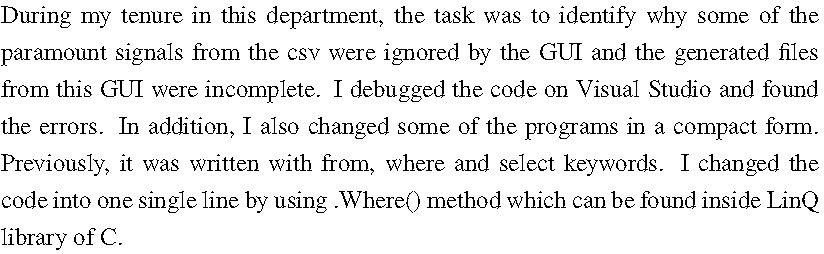 During my tenure in this department, the task was to identify why some of the
paramount signals from the csv were ignored by the GUI and the generated files
from this GUI were incomplete. I debugged the code on Visual Studio and found
the errors. In addition, I also changed some of the programs in a compact form.
Previously, it was written with from, where and select keywords. I changed the
code into one single line by using .Where() method which can be found inside LinQ
library of C.